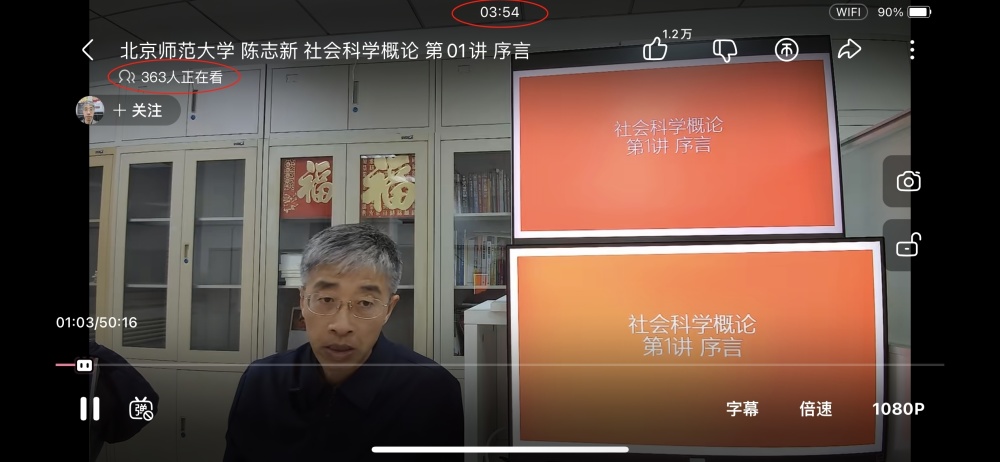 03:54
WIFI
90%
北京师范大学 陈志新 社会科学概论 第01讲 序言
1.2万
363人正在看
＋ 关注
福
福
社会科学概论
第1讲 序言
社会科学概论
第1讲 序言
01:03/50:16
弹
字幕
倍速
1080P